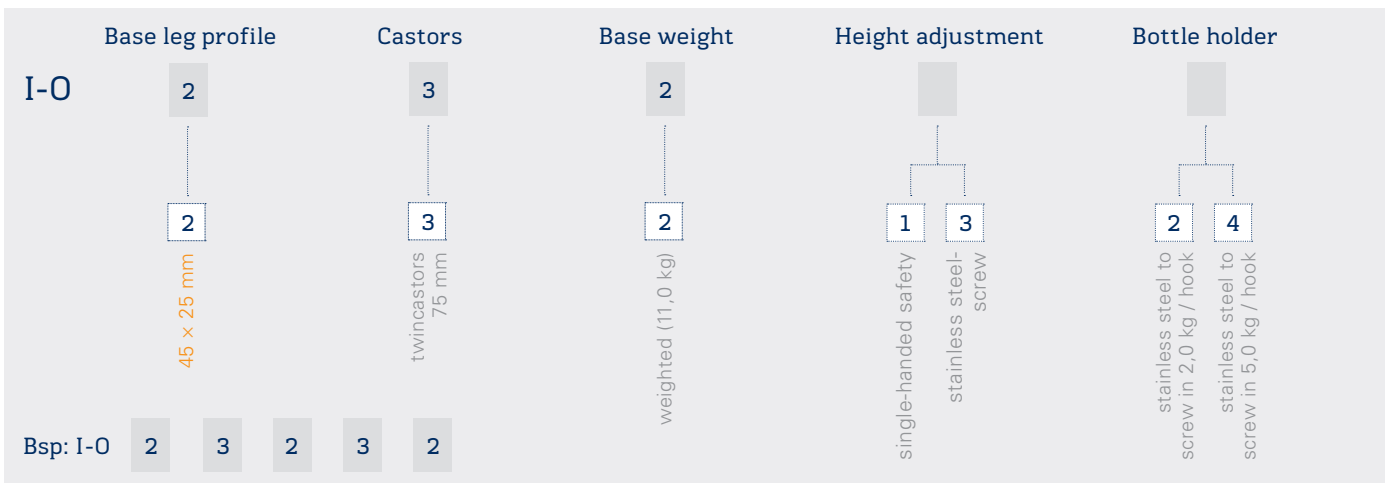 Base leg profile
Castors
Base weight
Height adjustment
Bottle holder
I-O
2
3
2
2
3
2
1
3
2
4
45 × 25 mm
twincastors
75 mm
weighted (11,0 kg)
single-handed safety
stainless steel-
screw
stainless steel to
screw in 2,0 kg / hook
stainless steel to
screw in 5,0 kg / hook
Bsp: I-O 2 3 2 3 2